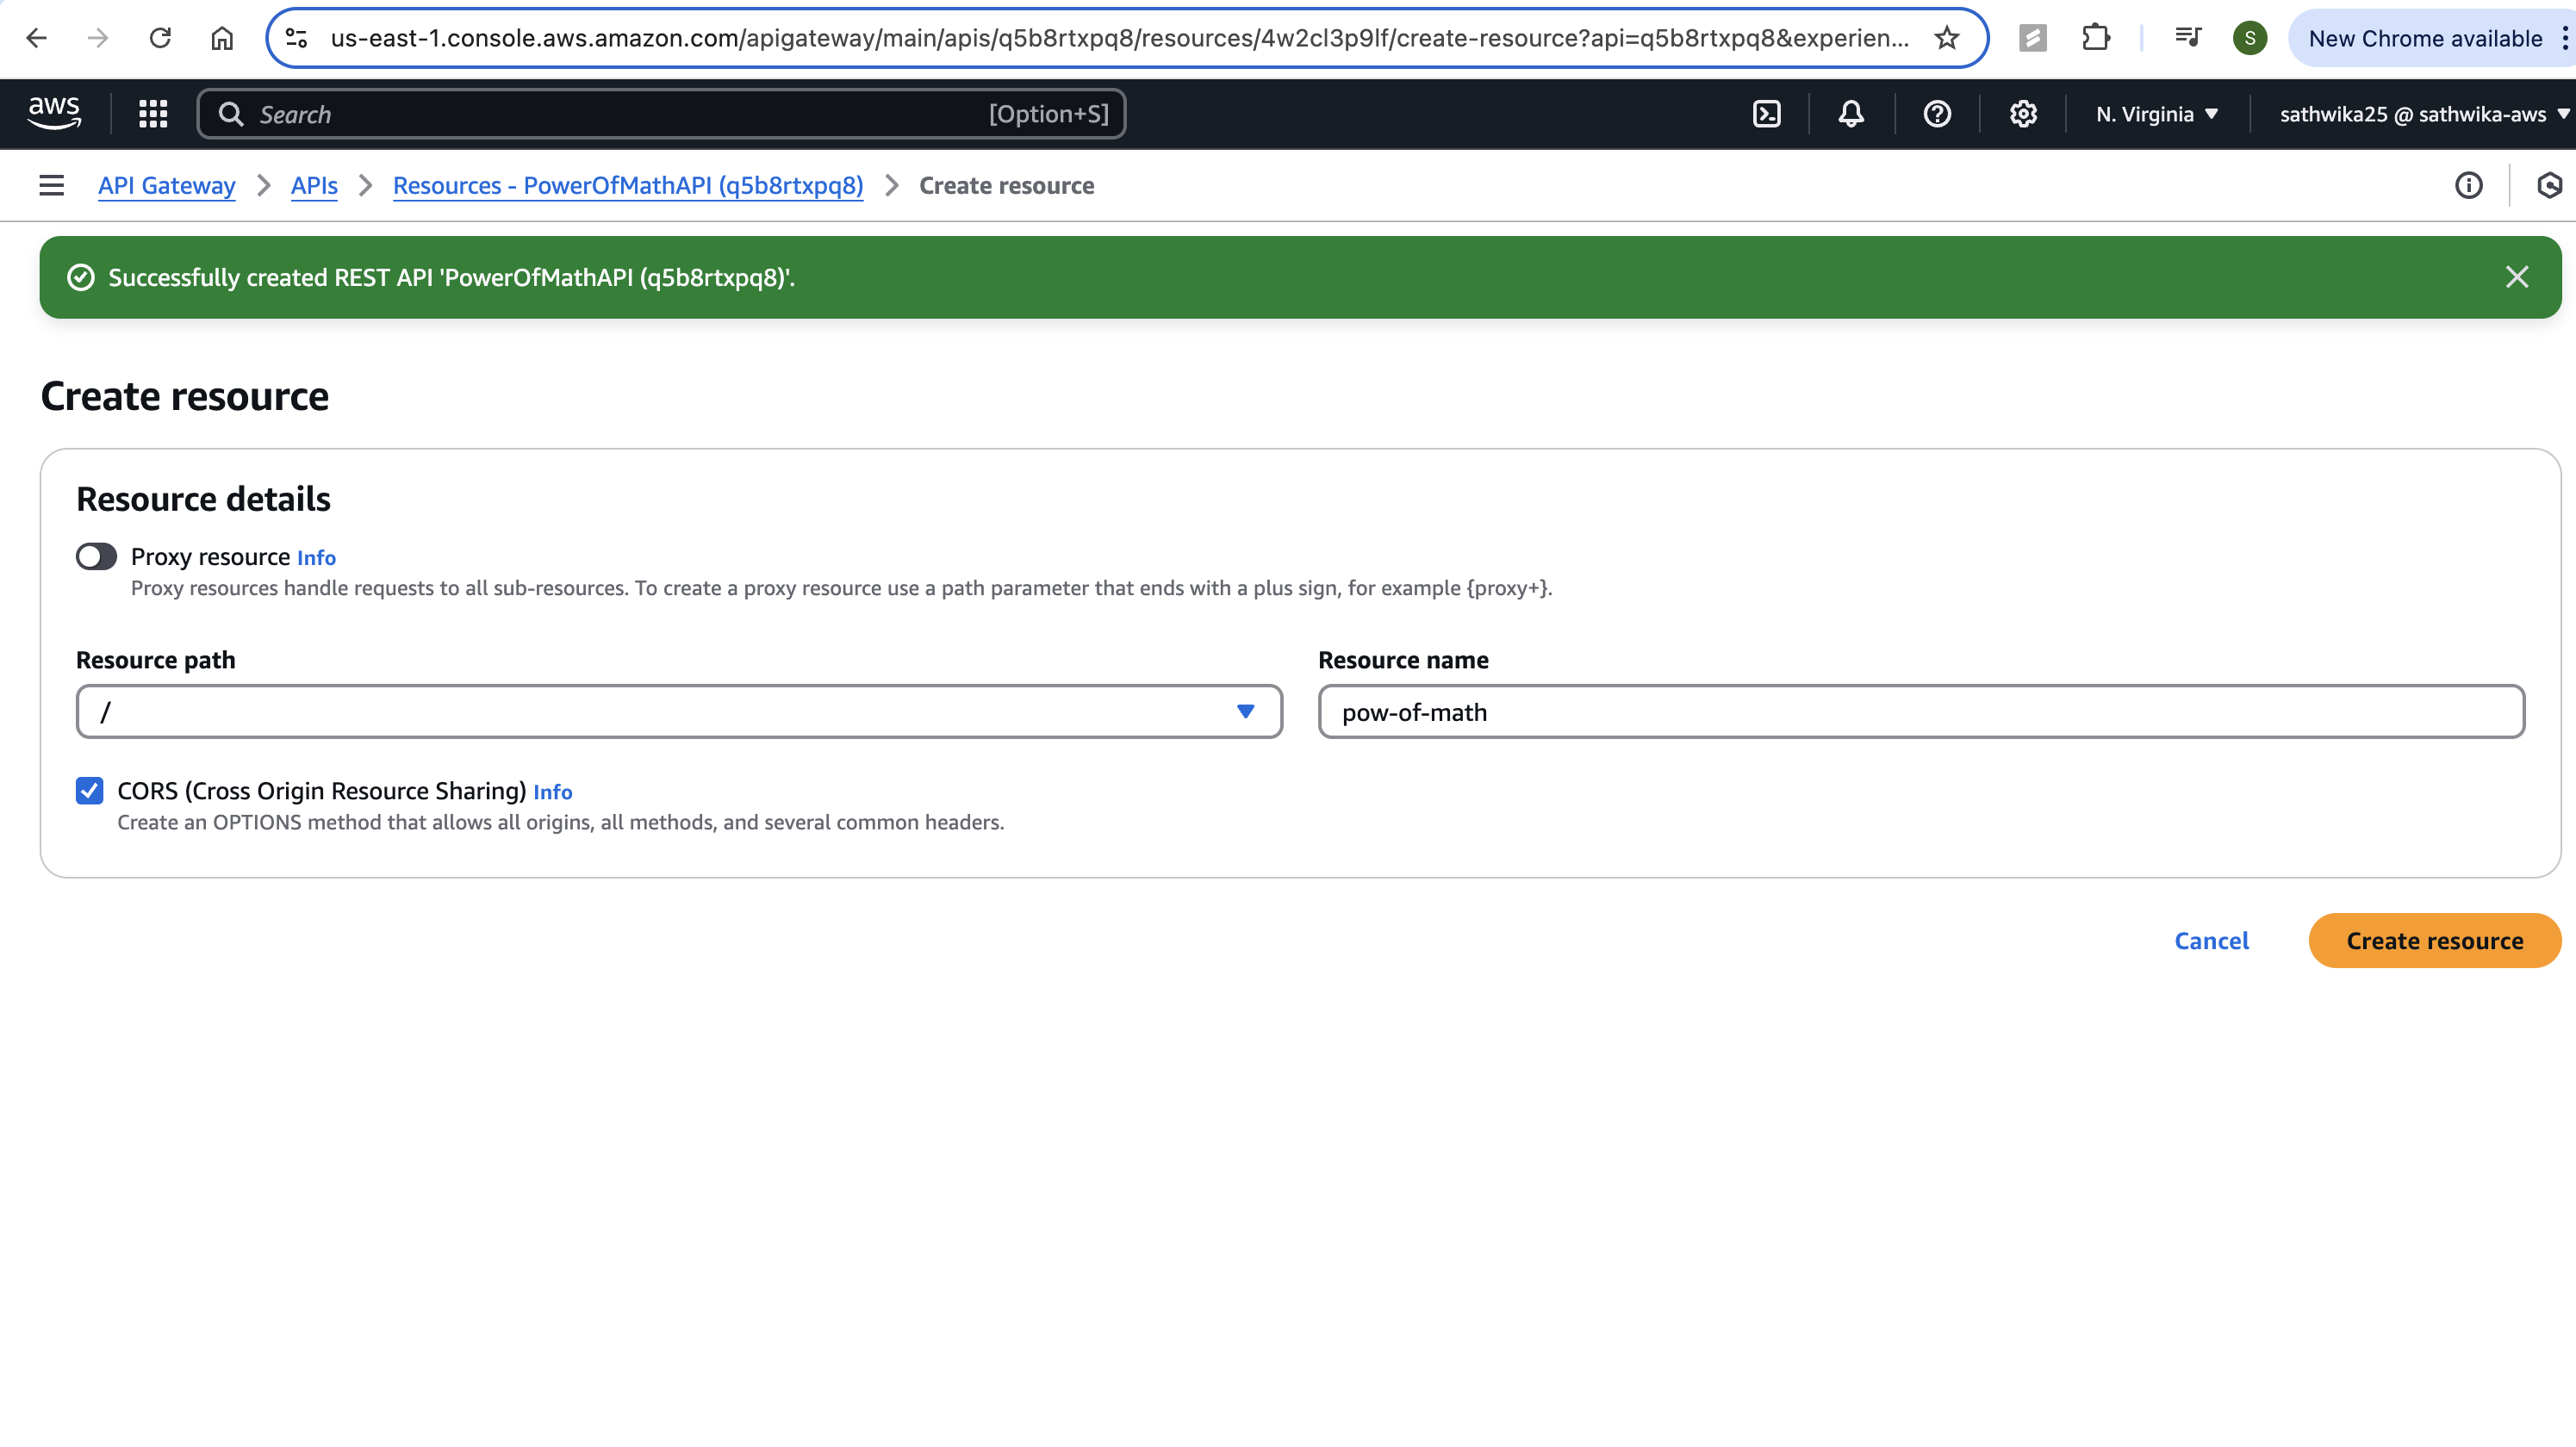 us-east-1.console.aws.amazon.com/apigateway/main/apis/q5b8rtxpq8/resources/4w2cl3p9lf/create-resource?api=q5b8rtxpq8&experien...
S
New Chrome available
aws
Search
[Option+S]
N. Virginia
sathwika25 @ sathwika-aws
API Gateway
APIs
Resources - PowerOfMathAPI (q5b8rtxpq8)
Create resource
Successfully created REST API 'PowerOfMathAPI (q5b8rtxpq8)'.
Create resource
Resource details
Proxy resource Info
Proxy resources handle requests to all sub-resources. To create a proxy resource use a path parameter that ends with a plus sign, for example {proxy+}.
Resource path
Resource name
/
pow-of-math
CORS (Cross Origin Resource Sharing) Info
Create an OPTIONS method that allows all origins, all methods, and several common headers.
Cancel
Create resource